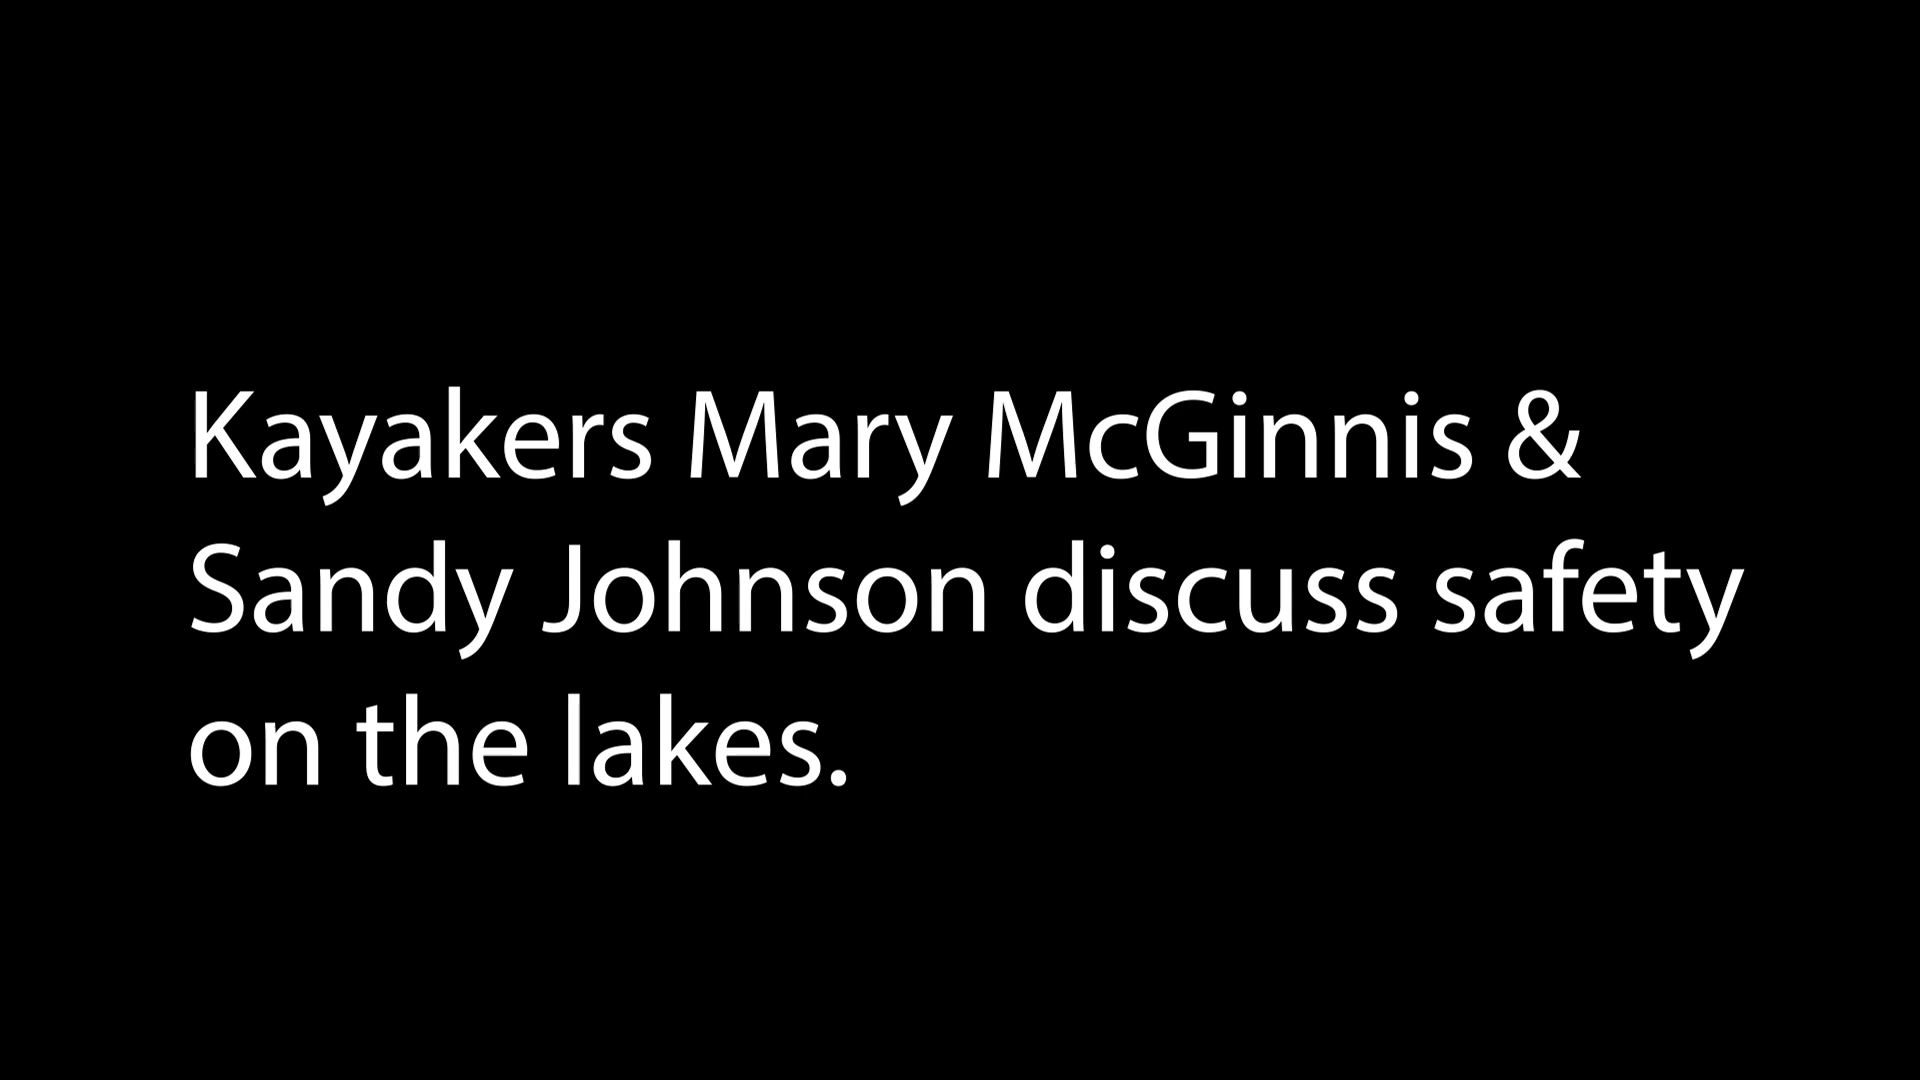 Kayakers Mary McGinnis &
Sandy Johnson discuss safety
on the lakes.